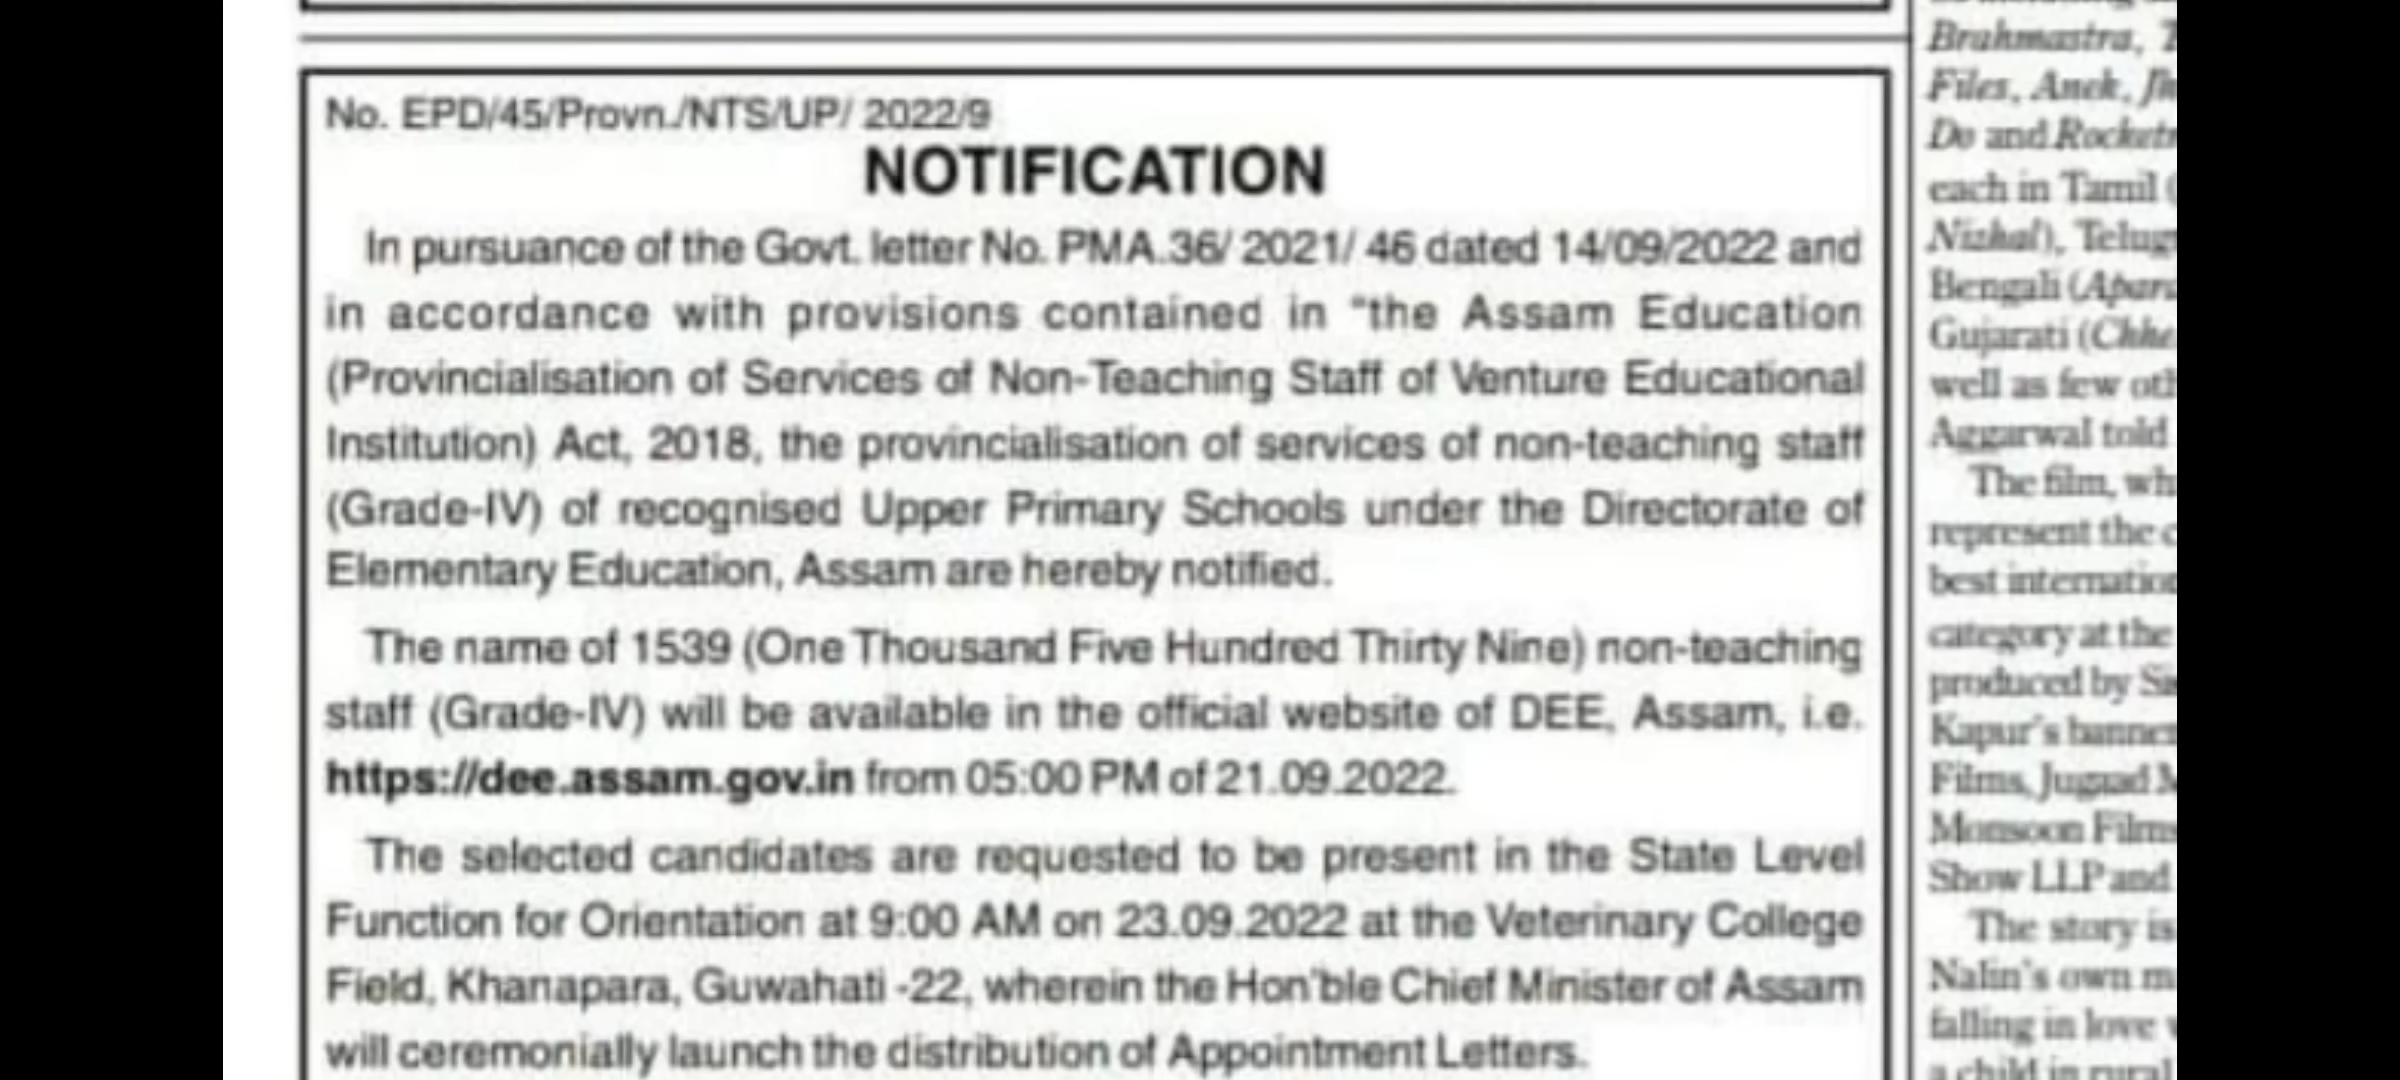 No. EPD/45/Provn./NTS/UP/ 2022/9
NOTIFICATION
In pursuance of the Govt. letter No. PMA.36/ 2021/ 46 dated 14/09/2022 and
in accordance with provisions contained in "the Assam Education
(Provincialisation of Services of Non-Teaching Staff of Venture Educational
Institution) Act, 2018, the provincialisation of services of non-teaching staff
(Grade-IV) of recognised Upper Primary Schools under the Directorate of
Elementary Education, Assam are hereby notified.
The name of 1539 (One Thousand Five Hundred Thirty Nine) non-teaching
staff (Grade-IV) will be available in the official website of DEE, Assam, i.e.
https://dee.assam.gov.in from 05:00 PM of 21.09.2022.
The selected candidates are requested to be present in the State Level
Function for Orientation at 9:00 AM on 23.09.2022 at the Veterinary College
Field, Khanapara, Guwahati -22, wherein the Hon'ble Chief Minister of Assam
will ceremonially launch the distribution of Appointment Letters.
Brahmastra,
Files, Anek,
Do and
each in Tamil (
Nizhal),
Bengali (
Gujarati (
well as few
Aggarwal told
The film,
represent the
best
category at the
produced by
Kapur's
Films, Jugaad
Monsoon Films
Show LLP and
The story is
Nalin's own
falling in love
a child in rural